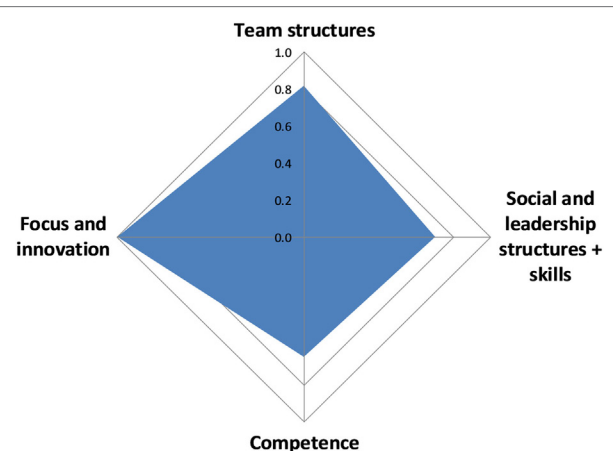 Team structures
1.0
0.8
0.6
0.4
0.2
0.0
Focus and
innovation
Social and
leadership
structures +
skills
Competence